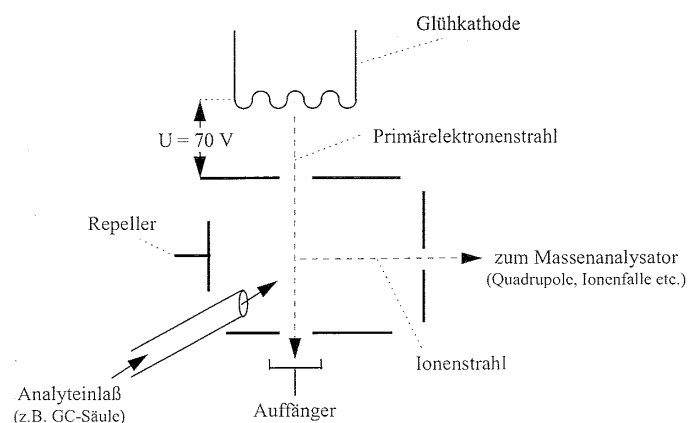 Glühkathode
U = 70 V
Primärelektronenstrahl
Repeller
zum Massenanalysator
(Quadrupole, Ionenfalle etc.)
Ionenstrahl
Analyteinlaß
(z.B. GC-Säule)
Auffänger